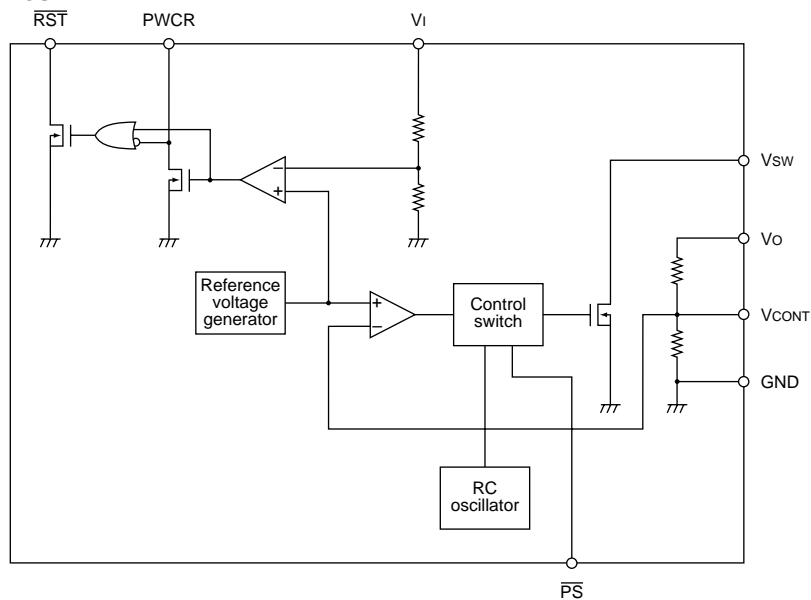 RST PWCR VI
VSW
VO
VCONT
GND
−
+
Reference
voltage
generator
+
−
Control
switch
RC
oscillator
PS